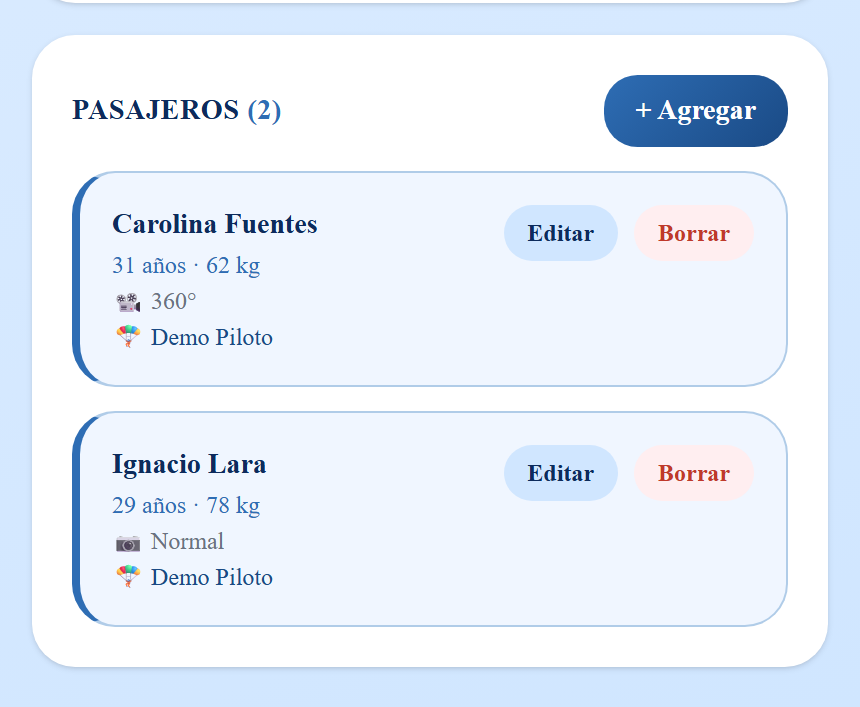 PASAJEROS (2)
+ Agregar
Carolina Fuentes
Editar
Borrar
31 años · 62 kg
360°
Demo Piloto
Ignacio Lara
Editar
Borrar
29 años · 78 kg
Normal
Demo Piloto